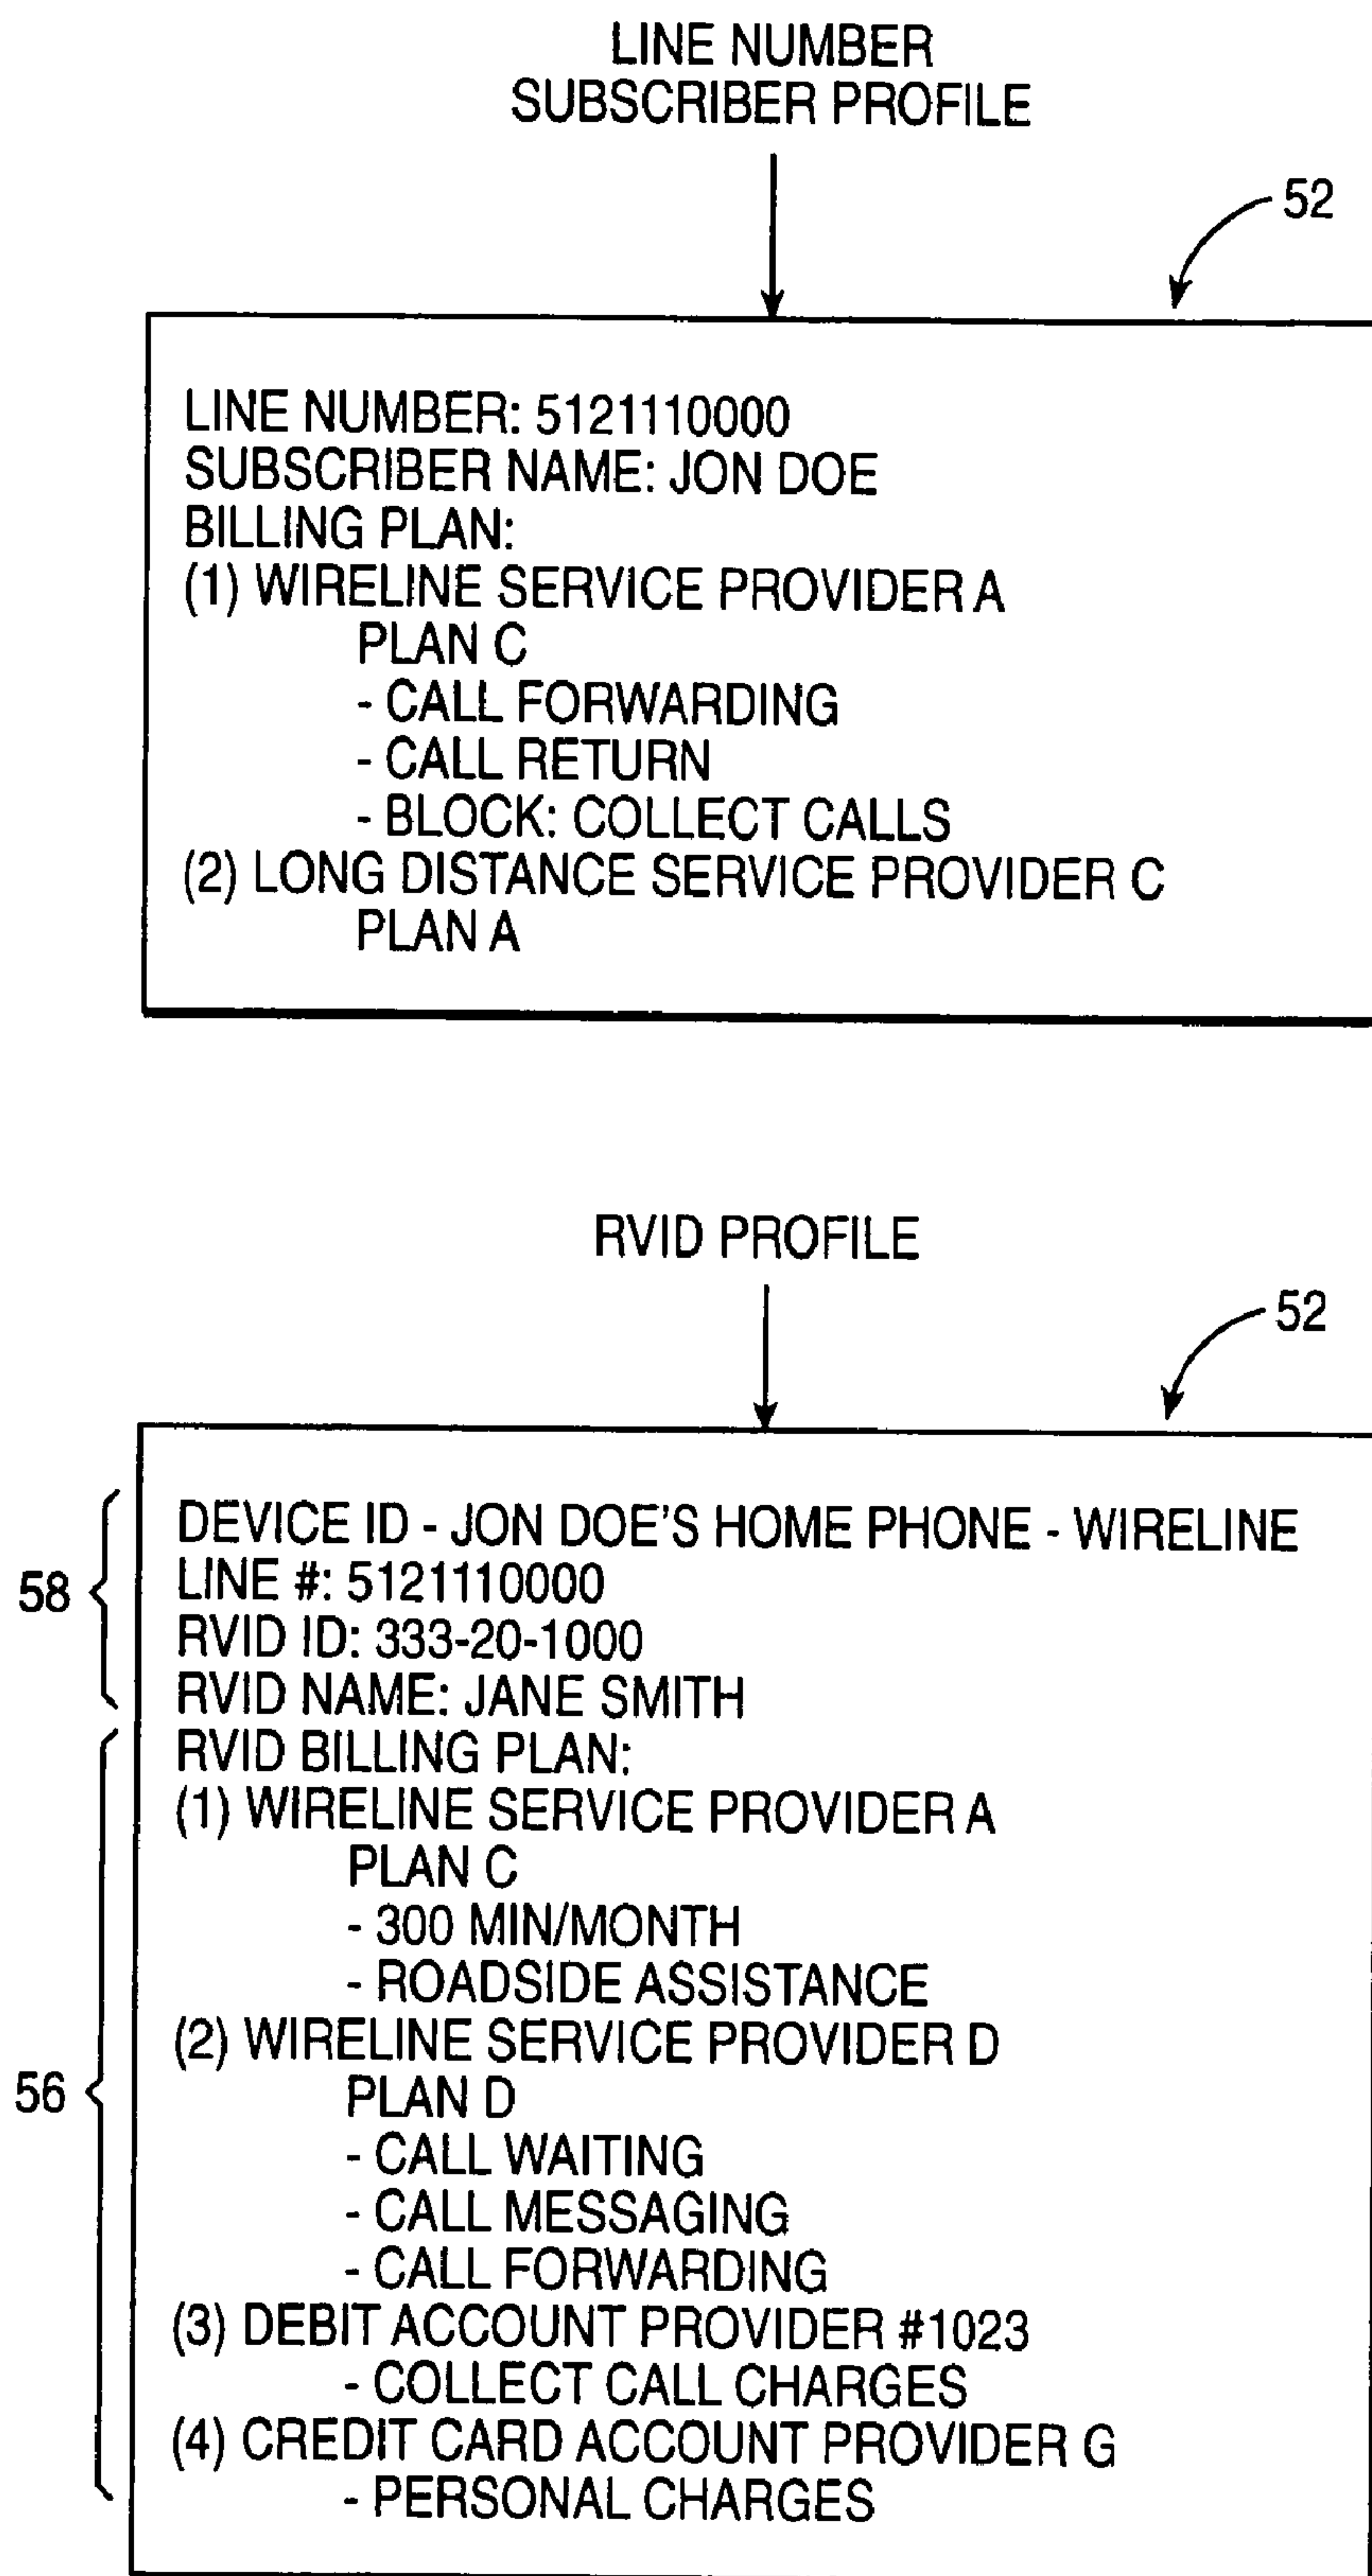 LINE NUMBER
SUBSCRIBER PROFILE
52
LINE NUMBER: 5121110000
SUBSCRIBER NAME: JON DOE
BILLING PLAN:
(1) WIRELINE SERVICE PROVIDER A
PLAN C
- CALL FORWARDING
- CALL RETURN
- BLOCK: COLLECT CALLS
(2) LONG DISTANCE SERVICE PROVIDER C
PLAN A
RVID PROFILE
52
DEVICE ID - JON DOE'S HOME PHONE - WIRELINE
LINE #: 5121110000
58
RVID ID: 333-20-1000
RVID NAME: JANE SMITH
RVID BILLING PLAN:
(1) WIRELINE SERVICE PROVIDER A
PLAN C
- 300 MIN/MONTH
- ROADSIDE ASSISTANCE
(2) WIRELINE SERVICE PROVIDER D
56
PLAN D
- CALL WAITING
- CALL MESSAGING
- CALL FORWARDING
(3) DEBIT ACCOUNT PROVIDER #1023
- COLLECT CALL CHARGES
(4) CREDIT CARD ACCOUNT PROVIDER G
- PERSONAL CHARGES